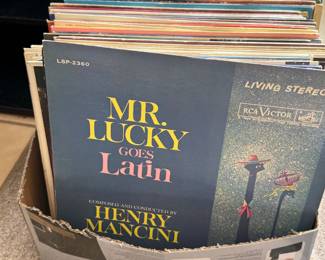 LSP-2360
LIVING STEREO
RCA VICTOR
MR.
LUCKY
GOES
Latin
COMPOSED AND CONDUCTED BY
HENRY
MANCINI